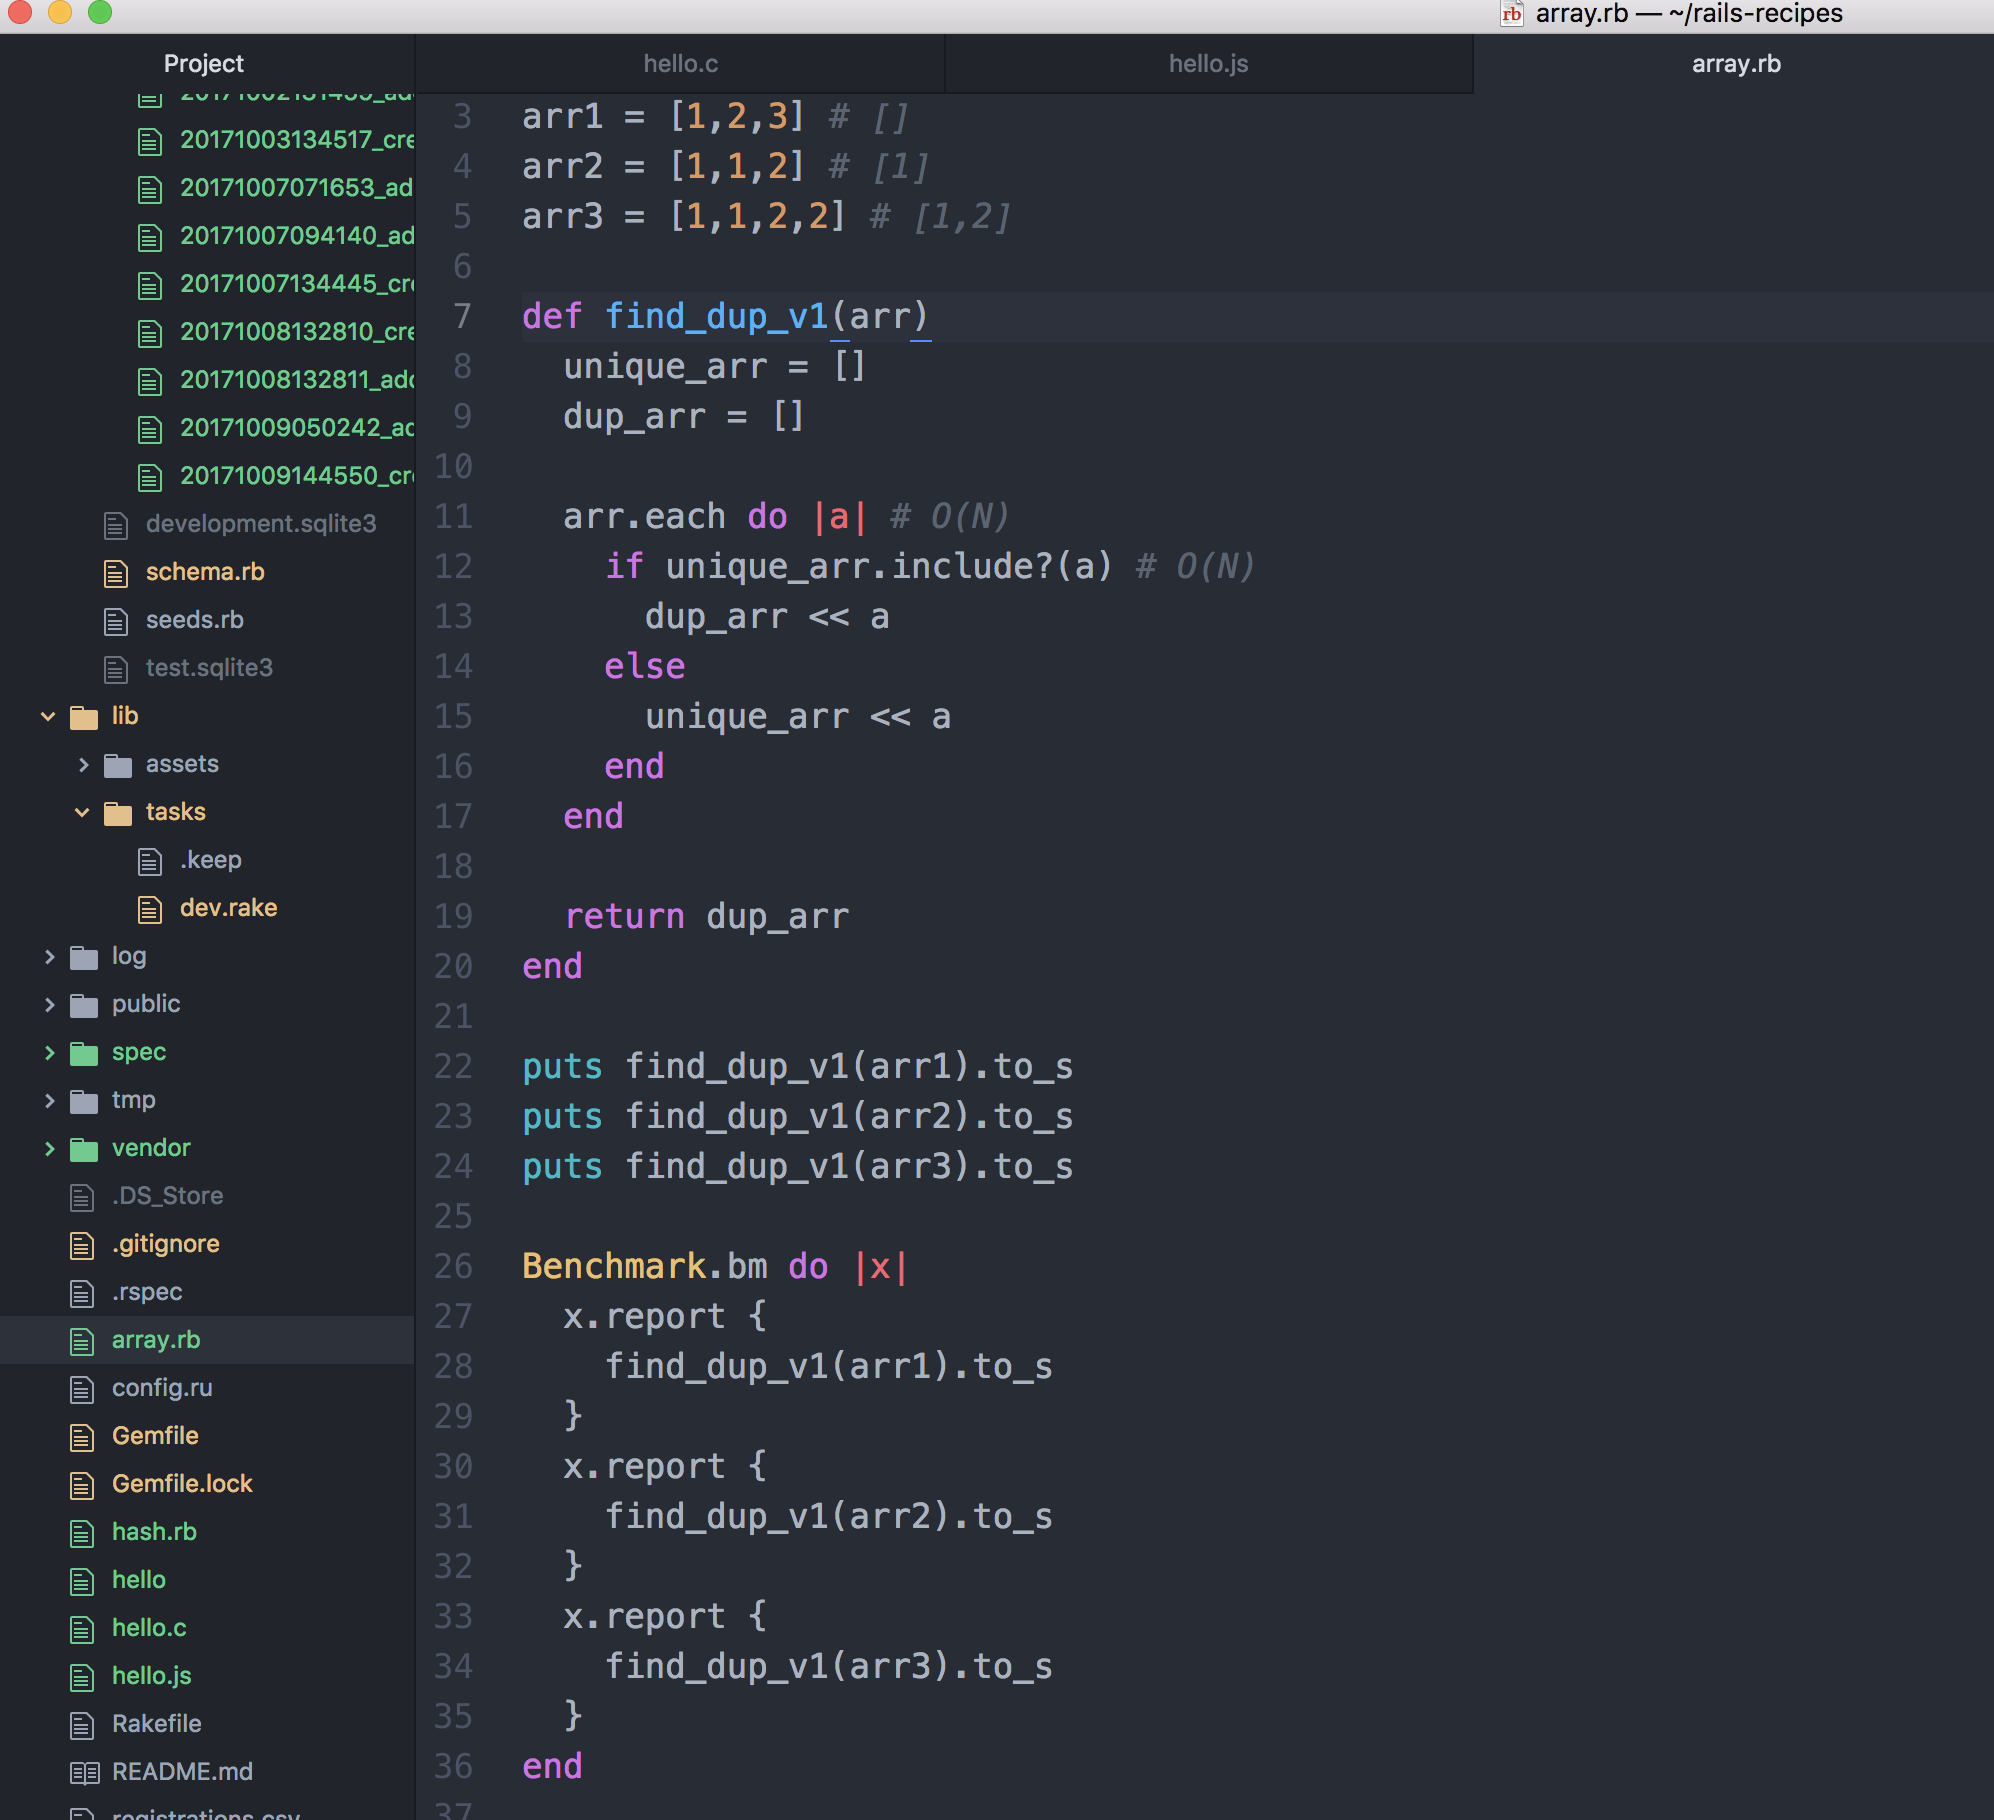 array.rb — ~/rails-recipes
Project
hello.c
hello.js
array.rb
20171003134517_cre
20171007071653_ad
20171007094140_ad
20171007134445_cr
20171008132810_cre
20171008132811_add
20171009050242_ad
20171009144550_cr
development.sqlite3
schema.rb
seeds.rb
test.sqlite3
lib
assets
tasks
.keep
dev.rake
log
public
spec
tmp
vendor
.DS_Store
.gitignore
.rspec
array.rb
config.ru
Gemfile
Gemfile.lock
hash.rb
hello
hello.c
hello.js
Rakefile
README.md
registrations.csv
3 arr1 = [1,2,3] # []
4 arr2 = [1,1,2] # [1]
5 arr3 = [1,1,2,2] # [1,2]
6
7 def find_dup_v1(arr)
8   unique_arr = []
9   dup_arr = []
10
11   arr.each do |a| # O(N)
12     if unique_arr.include?(a) # O(N)
13       dup_arr << a
14     else
15       unique_arr << a
16     end
17   end
18
19   return dup_arr
20 end
21
22 puts find_dup_v1(arr1).to_s
23 puts find_dup_v1(arr2).to_s
24 puts find_dup_v1(arr3).to_s
25
26 Benchmark.bm do |x|
27   x.report {
28     find_dup_v1(arr1).to_s
29   }
30   x.report {
31     find_dup_v1(arr2).to_s
32   }
33   x.report {
34     find_dup_v1(arr3).to_s
35   }
36 end
37